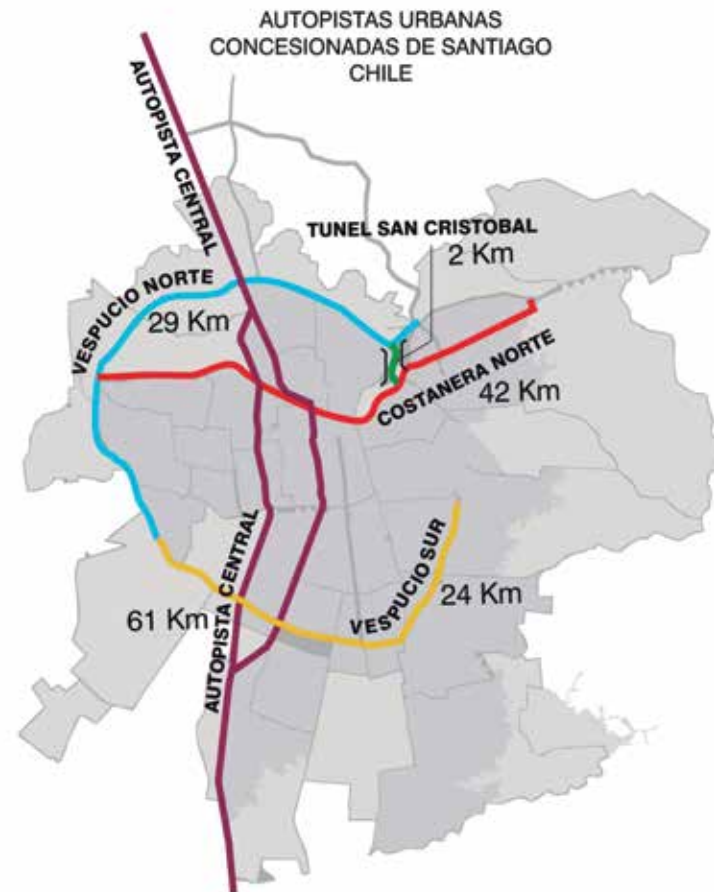 AUTOPISTAS URBANAS
CONCESIONADAS DE SANTIAGO
CHILE
AUTOPISTA CENTRAL
TUNEL SAN CRISTOBAL
2 Km
VESPUCIO NORTE
29 Km
COSTANERA NORTE
42 Km
AUTOPISTA CENTRAL
61 Km
VESPUCIO SUR
24 Km